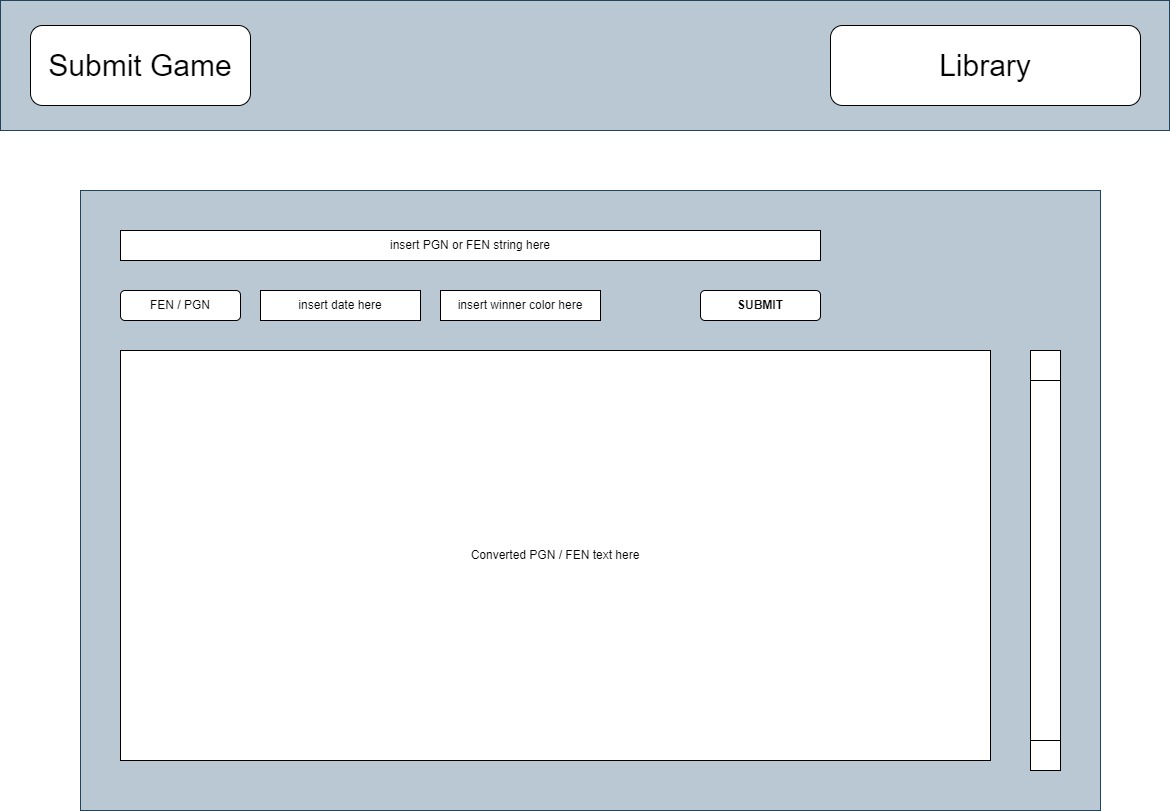 Submit Game
Library
insert PGN or FEN string here
FEN / PGN
insert date here
insert winner color here
SUBMIT
Converted PGN / FEN text here